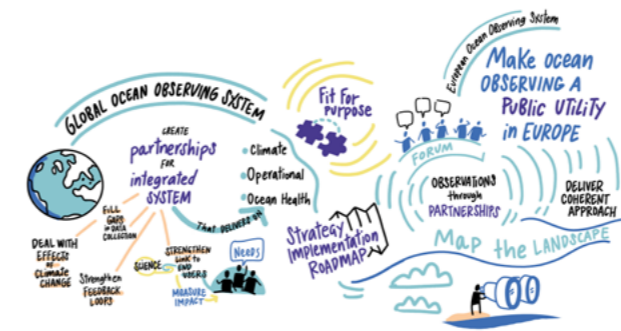 GLOBAL OCEAN OBSERVING SYSTEM
CREATE
partnerships
FOR
integrated
SYSTEM
THAT DELIVERS ON
• Climate
• Operational
• Ocean Health
FULL
GAPS
in DATA
COLLECTION
DEAL WITH
EFFECTS
of
CLIMATE
CHANGE
Strengthen
FEEDBACK
LOOPS
SCIENCE
STRENGTHEN
LINK to
END
USERS
MEASURE
IMPACT
NEEDS
Fit For
Purpose
Strategy
Implementation
ROADMAP
European Ocean Observing System
Make ocean
OBSERVING A
PUBLIC UTILITY
in EUROPE
FORUM
OBSERVATIONS
through
PARTNERSHIPS
DELIVER
COHERENT
APPROACH
Map the LANDSCAPE